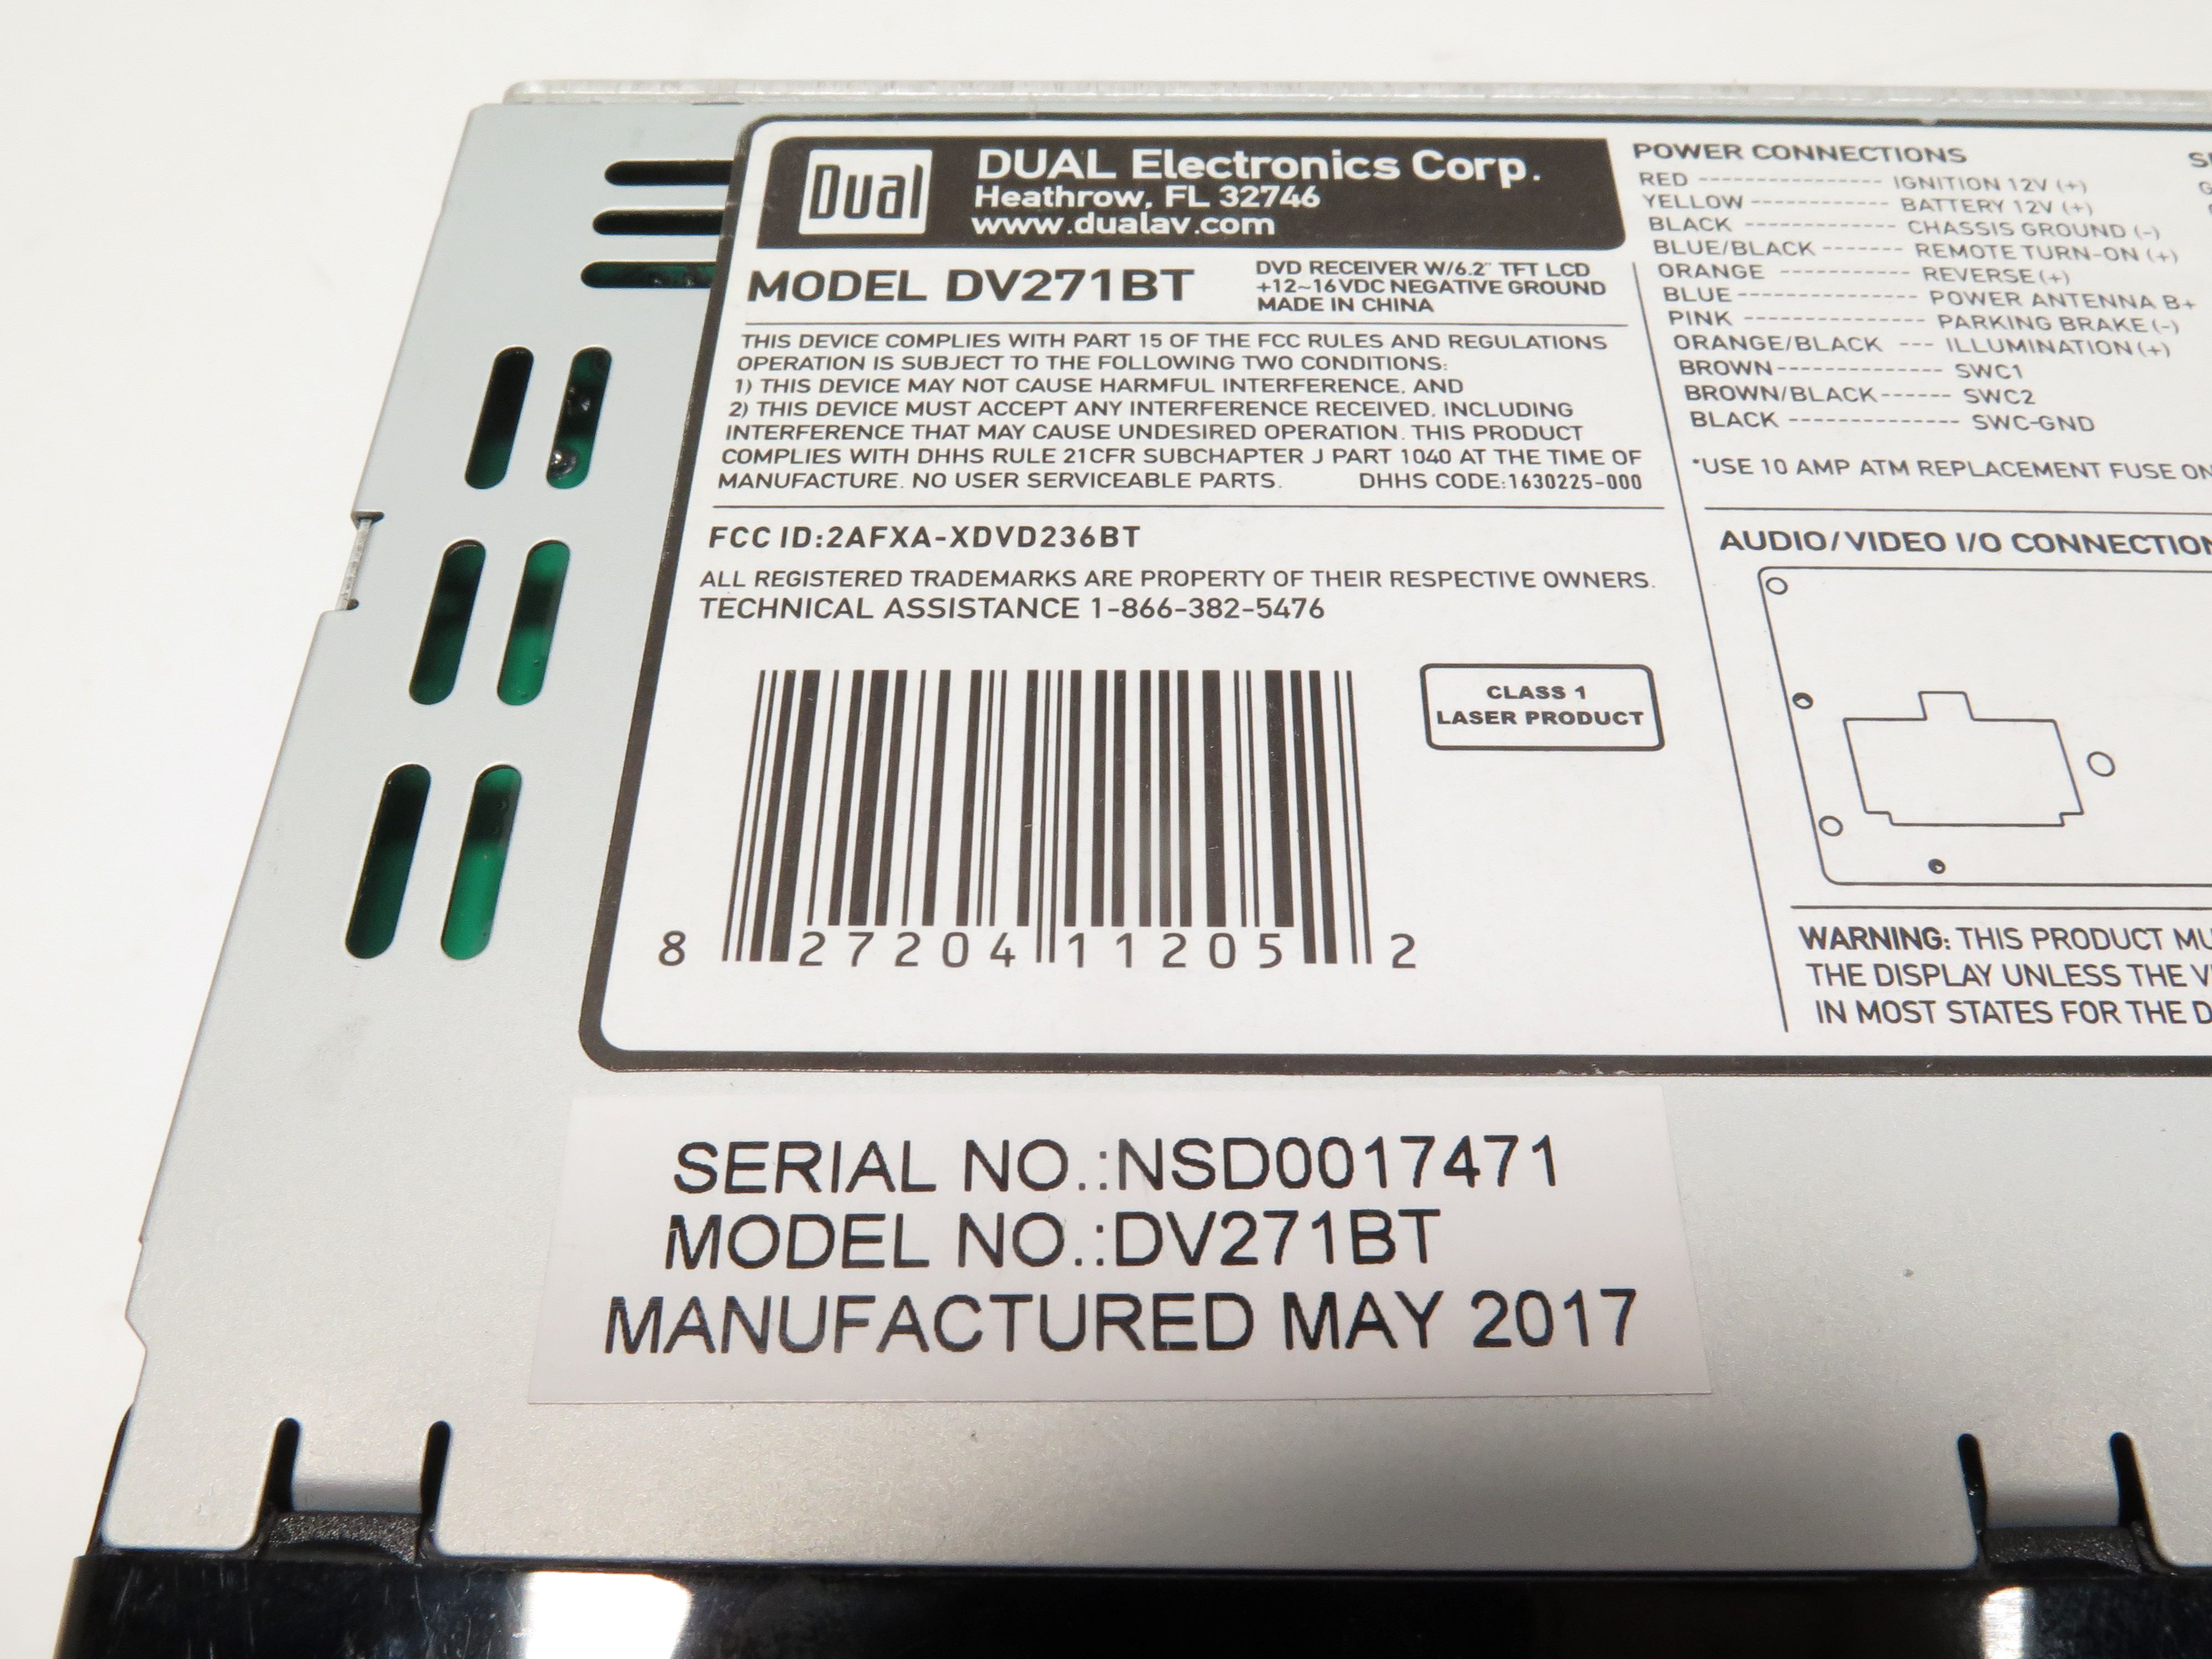 Dual
DUAL Electronics Corp.
Heathrow, FL 32746
www.dualav.com
MODEL DV271BT
DVD RECEIVER W/6.2" TFT LCD
+12~16VDC NEGATIVE GROUND
MADE IN CHINA
THIS DEVICE COMPLIES WITH PART 15 OF THE FCC RULES AND REGULATIONS
OPERATION IS SUBJECT TO THE FOLLOWING TWO CONDITIONS:
1) THIS DEVICE MAY NOT CAUSE HARMFUL INTERFERENCE, AND
2) THIS DEVICE MUST ACCEPT ANY INTERFERENCE RECEIVED, INCLUDING
INTERFERENCE THAT MAY CAUSE UNDESIRED OPERATION. THIS PRODUCT
COMPLIES WITH DHHS RULE 21CFR SUBCHAPTER J PART 1040 AT THE TIME OF
MANUFACTURE. NO USER SERVICEABLE PARTS. DHHS CODE:1630225-000
FCC ID:2AFXA-XDVD236BT
ALL REGISTERED TRADEMARKS ARE PROPERTY OF THEIR RESPECTIVE OWNERS.
TECHNICAL ASSISTANCE 1-866-382-5476
CLASS 1
LASER PRODUCT
8 27204 11205 2
POWER CONNECTIONS
RED ---------------- IGNITION 12V (+)
YELLOW ------------ BATTERY 12V (+)
BLACK ------------- CHASSIS GROUND (-)
BLUE/BLACK ------- REMOTE TURN-ON (+)
ORANGE ----------- REVERSE (+)
BLUE --------------- POWER ANTENNA B+
PINK --------------- PARKING BRAKE (-)
ORANGE/BLACK --- ILLUMINATION (+)
BROWN ------------- SWC1
BROWN/BLACK ------ SWC2
BLACK ------------- SWC-GND
*USE 10 AMP ATM REPLACEMENT FUSE ON
AUDIO/VIDEO I/O CONNECTION
WARNING: THIS PRODUCT MU
THE DISPLAY UNLESS THE V
IN MOST STATES FOR THE D
SERIAL NO.:NSD0017471
MODEL NO.:DV271BT
MANUFACTURED MAY 2017